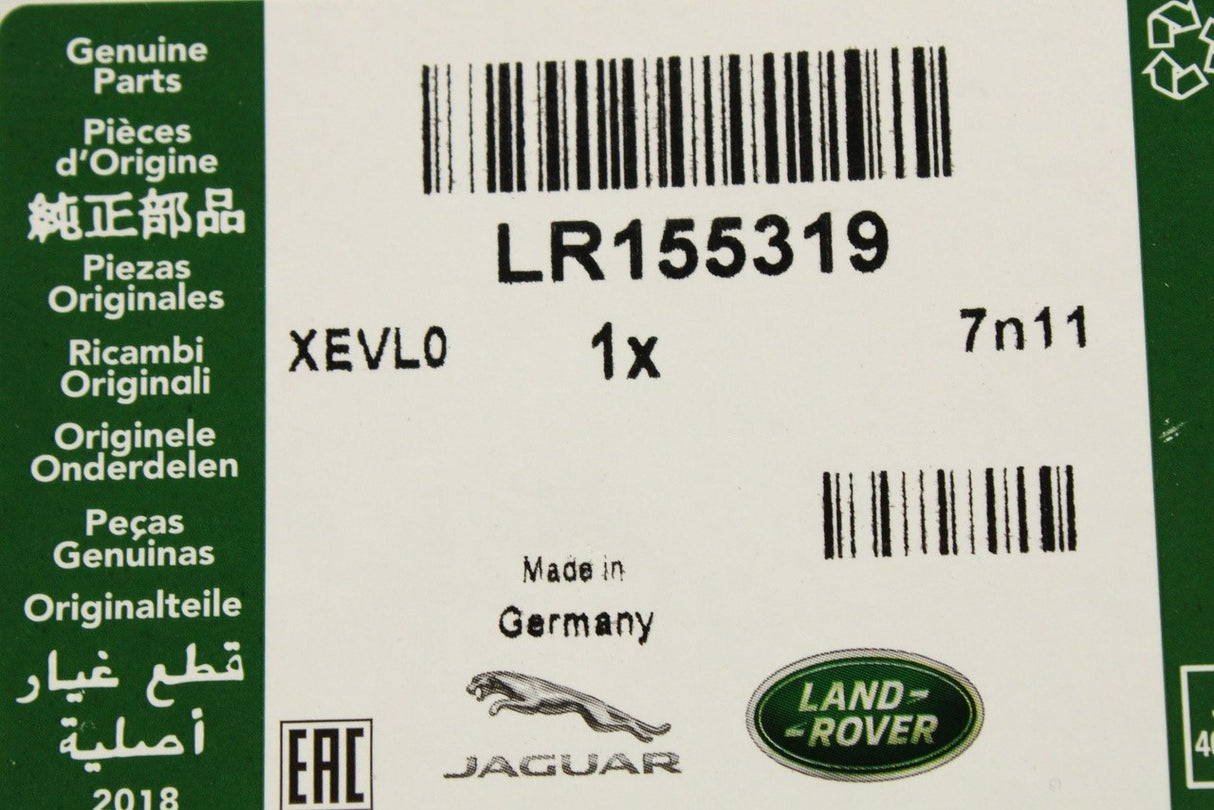 Genuine
Parts
Pièces
d'Origine
純正部品
Piezas
Originales
Ricambi
Originali
Originele
Onderdelen
Peças
Genuinas
Originalteile
قطع غيار
أصلية
2018
LR155319
XEVL0 1x 7n11
Made in
Germany
EAC
JAGUAR
LAND-
-ROVER